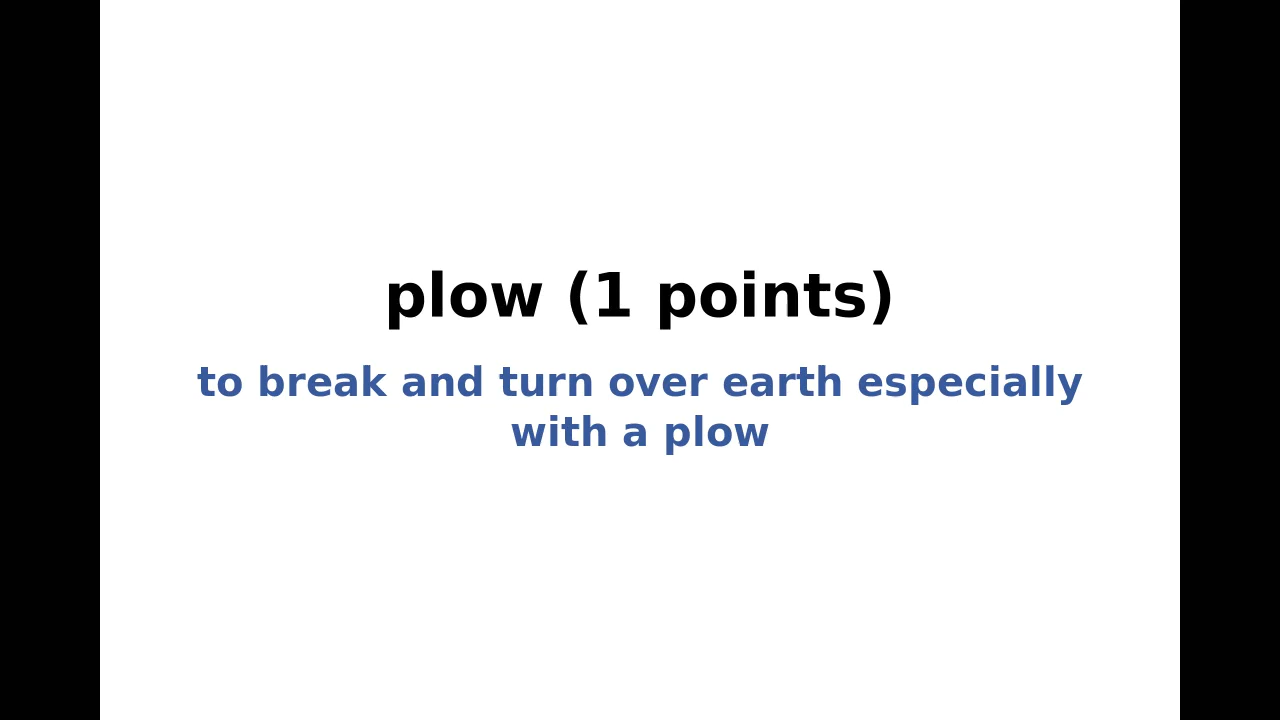 plow (1 points)
to break and turn over earth especially
with a plow